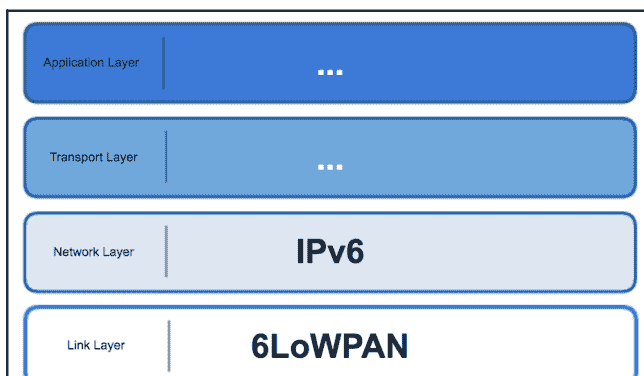 Application Layer
...
Transport Layer
...
Network Layer
IPv6
Link Layer
6LoWPAN